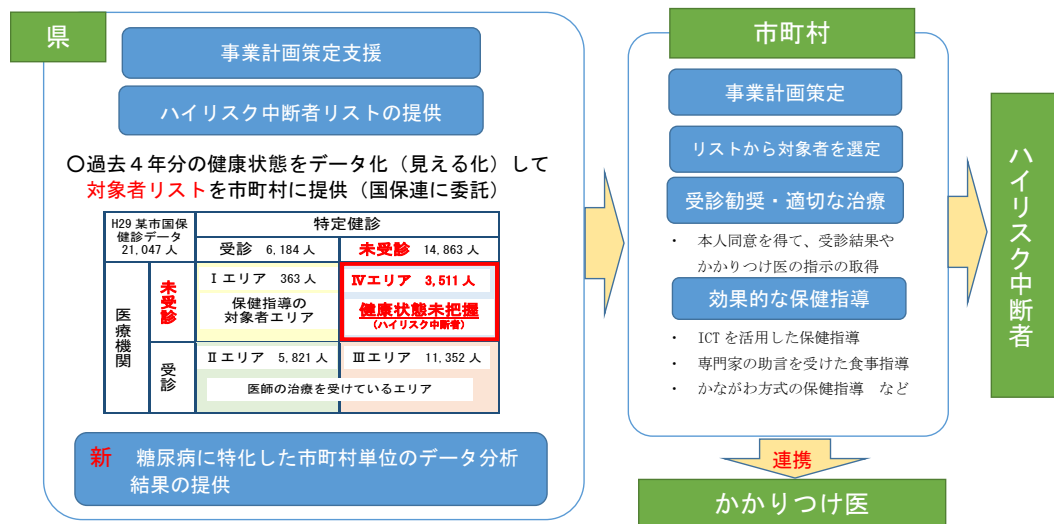 県
事業計画策定支援
ハイリスク中断者リストの提供
〇過去４年分の健康状態をデータ化（見える化）して
対象者リストを市町村に提供（国保連に委託）
H29 某市国保
健診データ
21,047 人
特定健診
受診 6,184 人
未受診 14,863 人
医療機関
未受診
Ⅰエリア 363 人
保健指導の
対象者エリア
Ⅳエリア 3,511 人
健康状態未把握
（ハイリスク中断者）
受診
Ⅱエリア 5,821 人
Ⅲエリア 11,352 人
医師の治療を受けているエリア
新 糖尿病に特化した市町村単位のデータ分析
結果の提供
市町村
事業計画策定
リストから対象者を選定
受診勧奨・適切な治療
・ 本人同意を得て、受診結果や
かかりつけ医の指示の取得
効果的な保健指導
・ ICT を活用した保健指導
・ 専門家の助言を受けた食事指導
・ かながわ方式の保健指導 など
連携
かかりつけ医
ハイリスク中断者